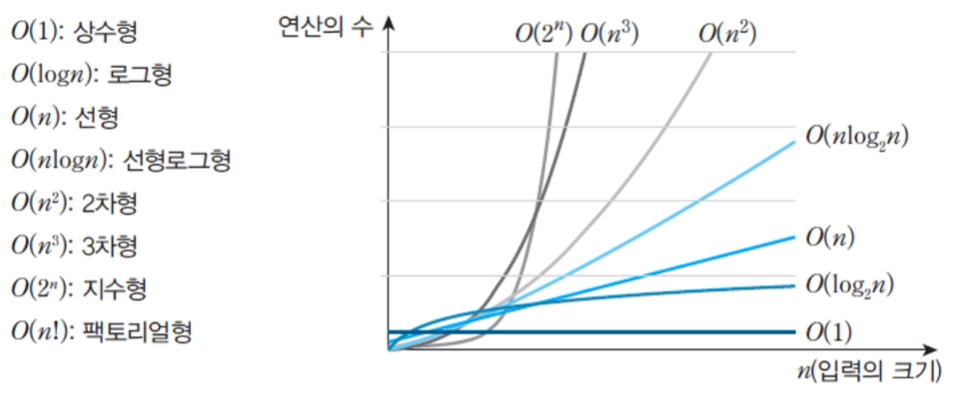 O(1): 상수형
O(logn): 로그형
O(n): 선형
O(nlogn): 선형로그형
O(n²): 2차형
O(n³): 3차형
O(2ⁿ): 지수형
O(n!): 팩토리얼형
연산의 수
O(2ⁿ) O(n³) O(n²)
O(nlog₂n)
O(n)
O(log₂n)
O(1)
n(입력의 크기)